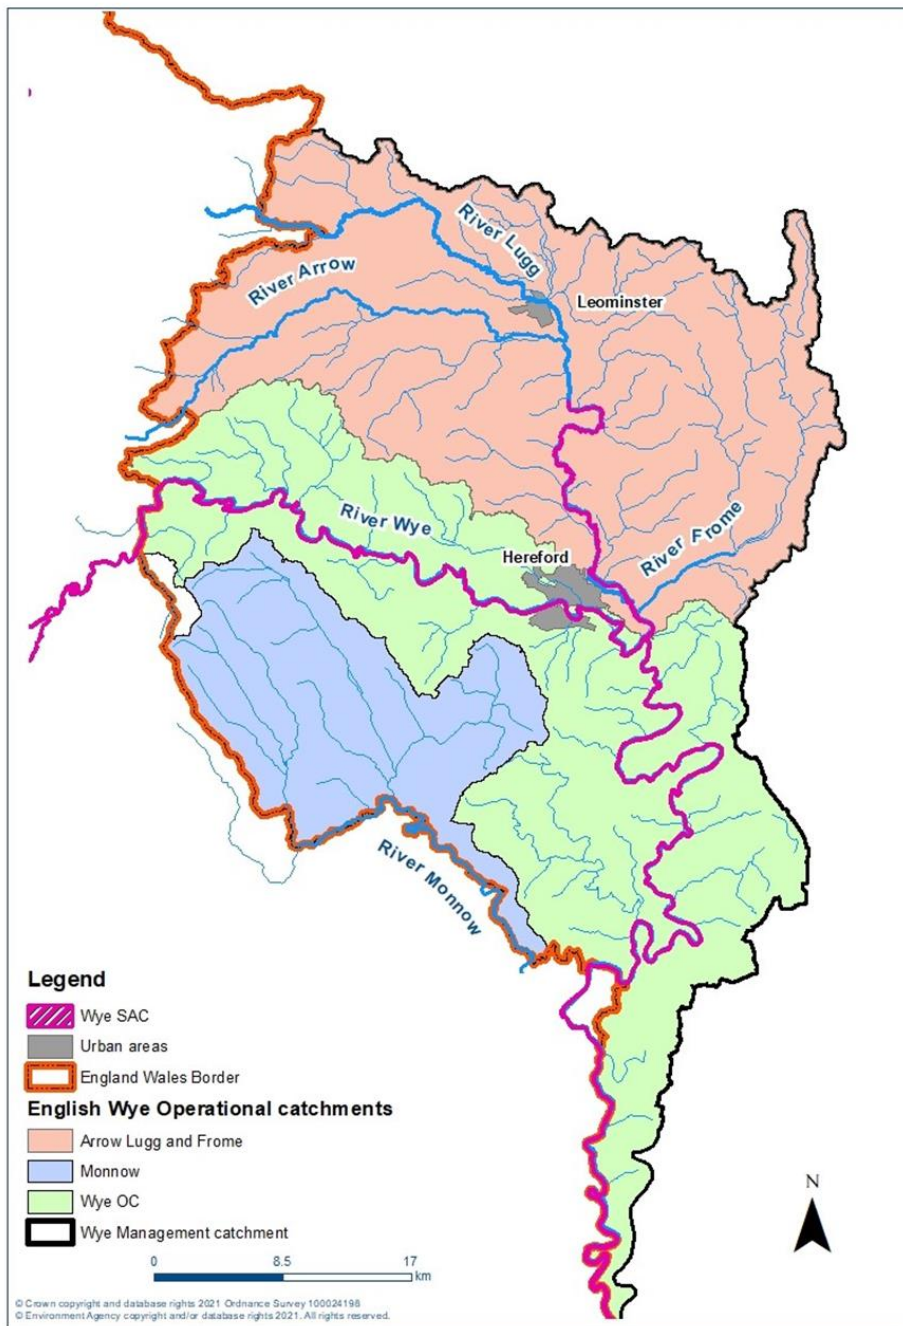 River Lugg
River Arrow
Leominster
River Wye
River Frome
Hereford
River Monnow
Legend
Wye SAC
Urban areas
England Wales Border
English Wye Operational catchments
Arrow Lugg and Frome
Monnow
Wye OC
Wye Management catchment
N
0 8.5 17
km
© Crown copyright and database rights 2021 Ordnance Survey 100024198
© Environment Agency copyright and/or database rights 2021. All rights reserved.